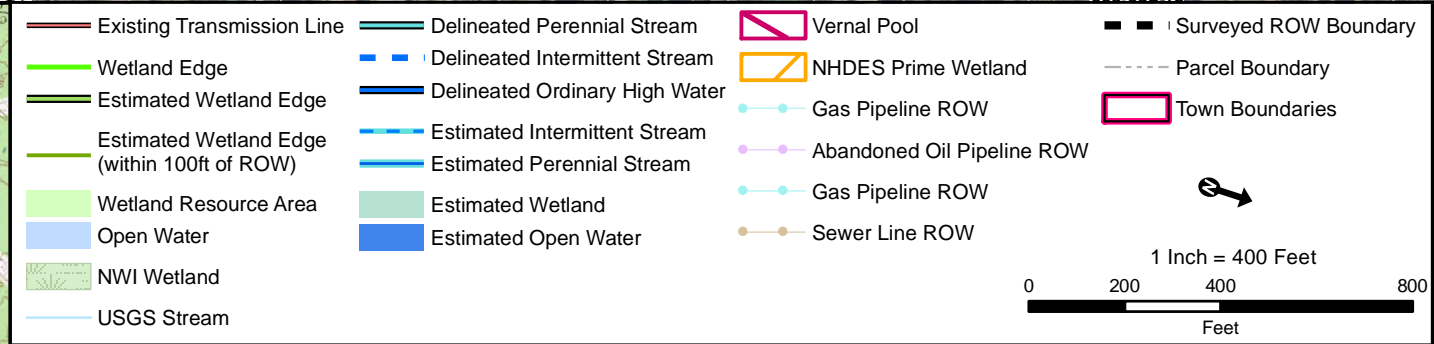 Existing Transmission Line
Wetland Edge
Estimated Wetland Edge
Estimated Wetland Edge
(within 100ft of ROW)
Wetland Resource Area
Open Water
NWI Wetland
USGS Stream
Delineated Perennial Stream
Delineated Intermittent Stream
Delineated Ordinary High Water
Estimated Intermittent Stream
Estimated Perennial Stream
Estimated Wetland
Estimated Open Water
Vernal Pool
NHDES Prime Wetland
Gas Pipeline ROW
Abandoned Oil Pipeline ROW
Gas Pipeline ROW
Sewer Line ROW
Surveyed ROW Boundary
Parcel Boundary
Town Boundaries
N
1 Inch = 400 Feet
0 200 400 800
Feet